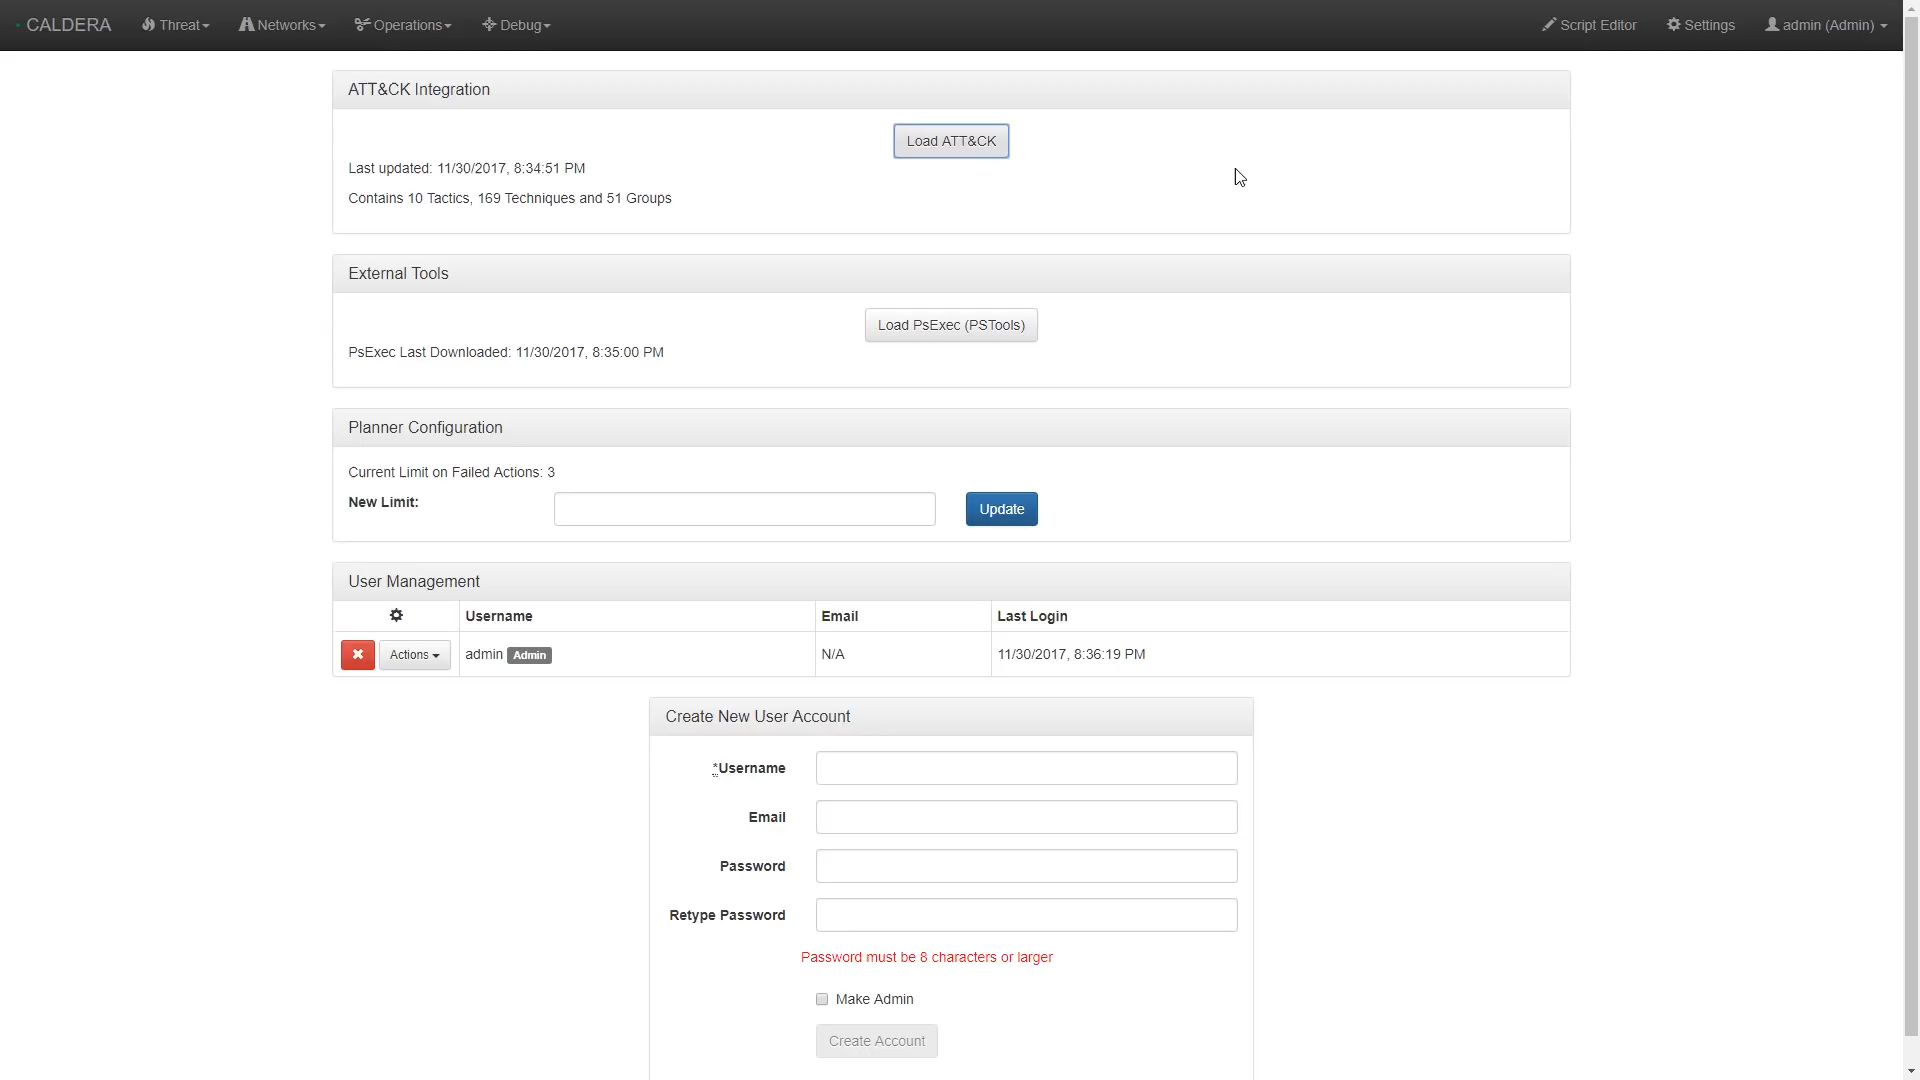 CALDERA Threat Networks Operations Debug Script Editor Settings admin (Admin)
ATT&CK Integration
Load ATT&CK
Last updated: 11/30/2017, 8:34:51 PM
Contains 10 Tactics, 169 Techniques and 51 Groups
External Tools
Load PsExec (PSTools)
PsExec Last Downloaded: 11/30/2017, 8:35:00 PM
Planner Configuration
Current Limit on Failed Actions: 3
New Limit:
Update
User Management
Username Email Last Login
Actions admin Admin N/A 11/30/2017, 8:36:19 PM
Create New User Account
*Username
Email
Password
Retype Password
Password must be 8 characters or larger
Make Admin
Create Account